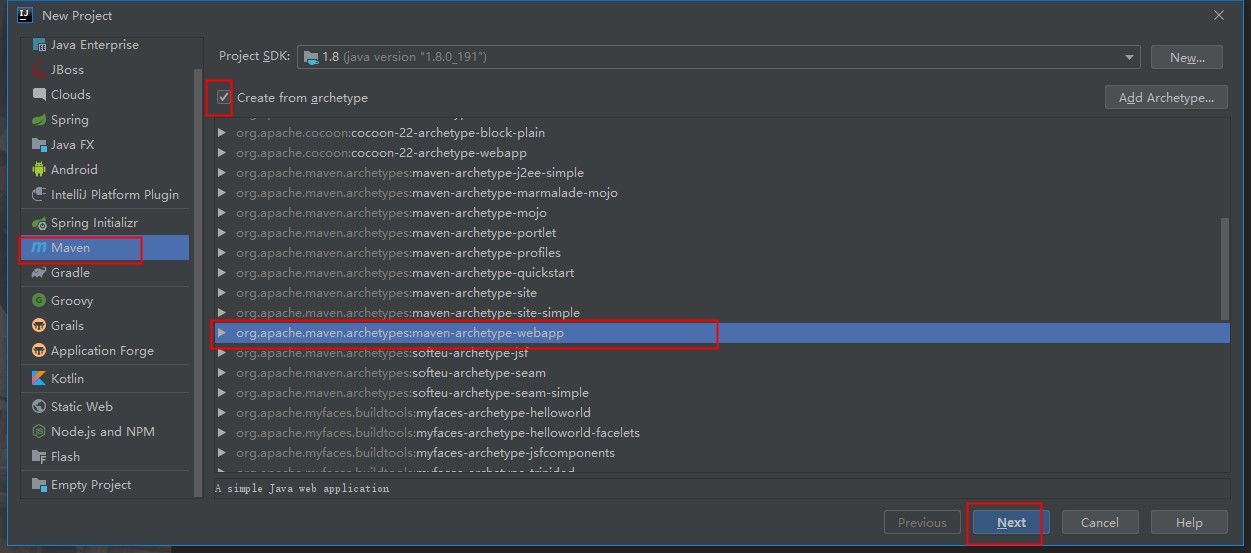 New Project
Java Enterprise
JBoss
Clouds
Spring
Java FX
Android
IntelliJ Platform Plugin
Spring Initializr
Maven
Gradle
Groovy
Grails
Application Forge
Kotlin
Static Web
Node.js and NPM
Flash
Empty Project
Project SDK: 1.8 (java version "1.8.0_191") New...
Create from archetype Add Archetype...
org.apache.cocoon:cocoon-22-archetype-block-plain
org.apache.cocoon:cocoon-22-archetype-webapp
org.apache.maven.archetypes:maven-archetype-j2ee-simple
org.apache.maven.archetypes:maven-archetype-marmalade-mojo
org.apache.maven.archetypes:maven-archetype-mojo
org.apache.maven.archetypes:maven-archetype-portlet
org.apache.maven.archetypes:maven-archetype-profiles
org.apache.maven.archetypes:maven-archetype-quickstart
org.apache.maven.archetypes:maven-archetype-site
org.apache.maven.archetypes:maven-archetype-site-simple
org.apache.maven.archetypes:maven-archetype-webapp
org.apache.maven.archetypes:softeu-archetype-jsf
org.apache.maven.archetypes:softeu-archetype-seam
org.apache.maven.archetypes:softeu-archetype-seam-simple
org.apache.myfaces.buildtools:myfaces-archetype-helloworld
org.apache.myfaces.buildtools:myfaces-archetype-helloworld-facelets
org.apache.myfaces.buildtools:myfaces-archetype-jsfcomponents
org.apache.myfaces.buildtools:myfaces-archetype-trinidad
A simple Java web application
Previous Next Cancel Help